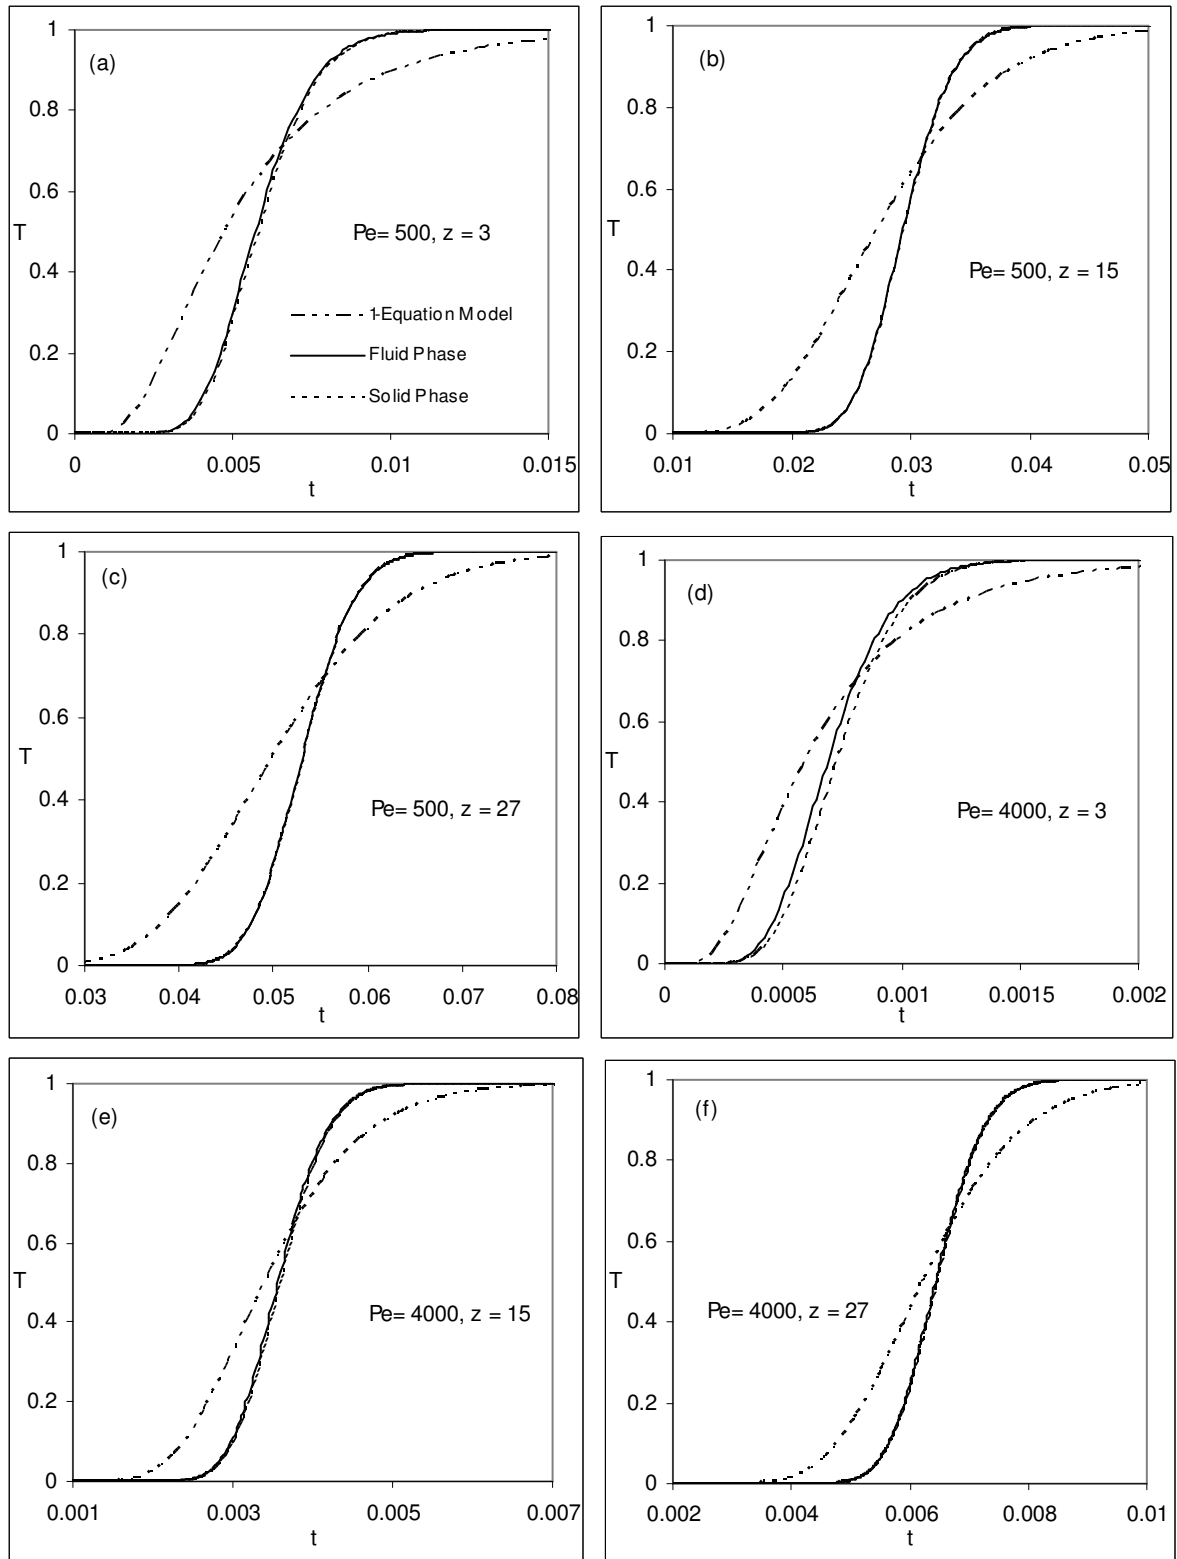 (a)
1
0.8
0.6
T
0.4
0.2
0
Pe= 500, z = 3
1-Equation Model
Fluid Phase
Solid Phase
0 0.005 0.01 0.015
t
(b)
1
0.8
0.6
T
0.4
0.2
0
Pe= 500, z = 15
0.01 0.02 0.03 0.04 0.05
t
(c)
1
0.8
0.6
T
0.4
0.2
0
Pe= 500, z = 27
0.03 0.04 0.05 0.06 0.07 0.08
t
(d)
1
0.8
0.6
T
0.4
0.2
0
Pe= 4000, z = 3
0 0.0005 0.001 0.0015 0.002
t
(e)
1
0.8
0.6
T
0.4
0.2
0
Pe= 4000, z = 15
0.001 0.003 0.005 0.007
t
(f)
1
0.8
0.6
T
0.4
0.2
0
Pe= 4000, z = 27
0.002 0.004 0.006 0.008 0.01
t